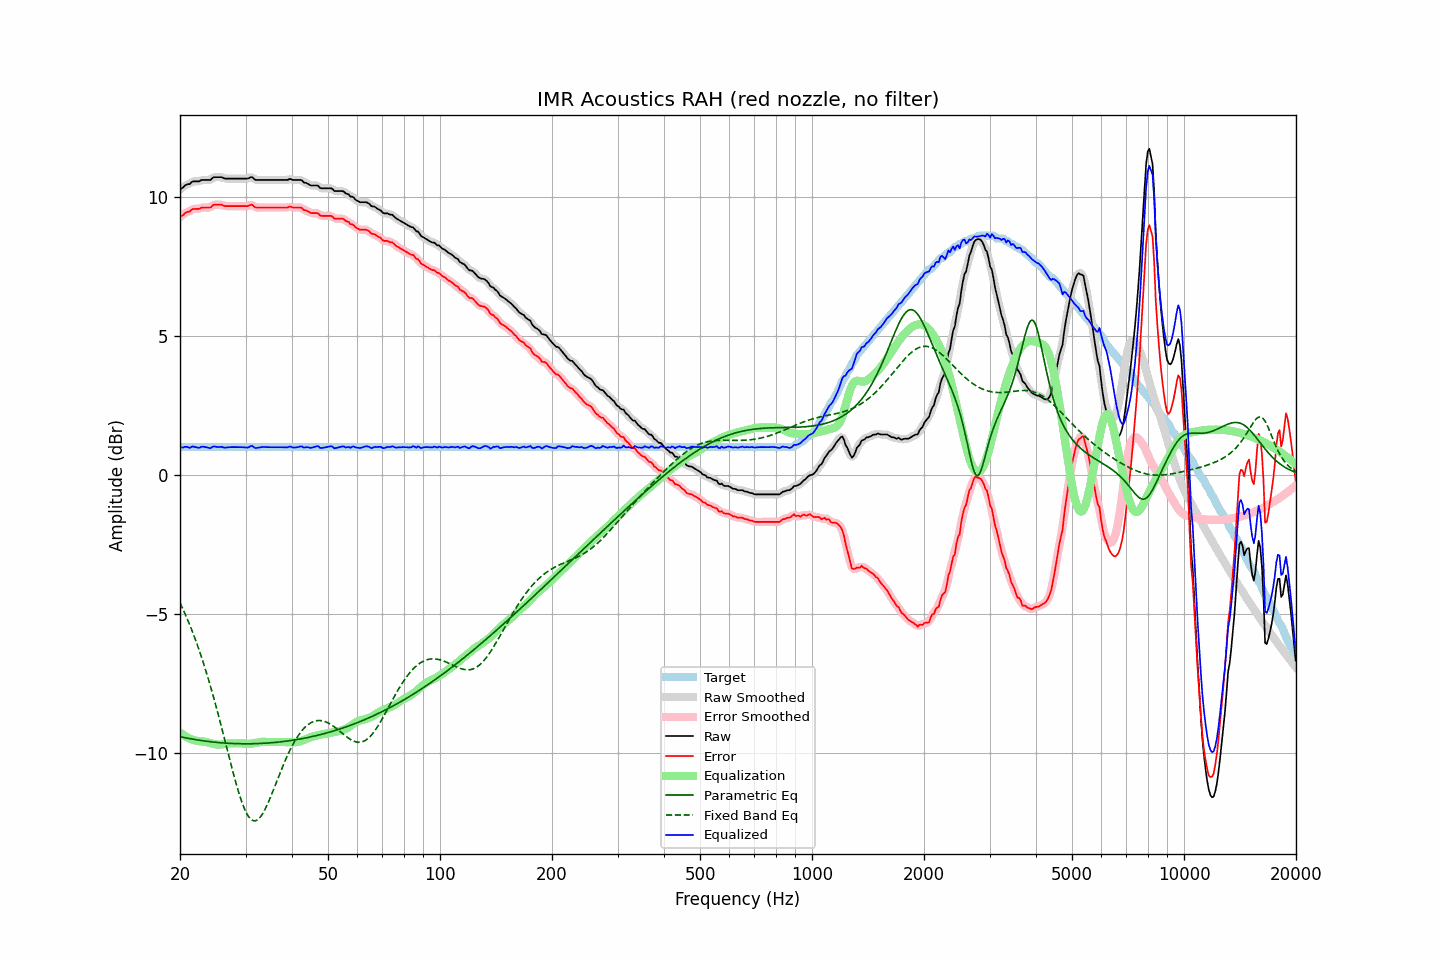 IMR Acoustics RAH (red nozzle, no filter)
Amplitude (dBr)
10
5
0
−5
−10
Target
Raw Smoothed
Error Smoothed
Raw
Error
Equalization
Parametric Eq
Fixed Band Eq
Equalized
20 50 100 200 500 1000 2000 5000 10000 20000
Frequency (Hz)